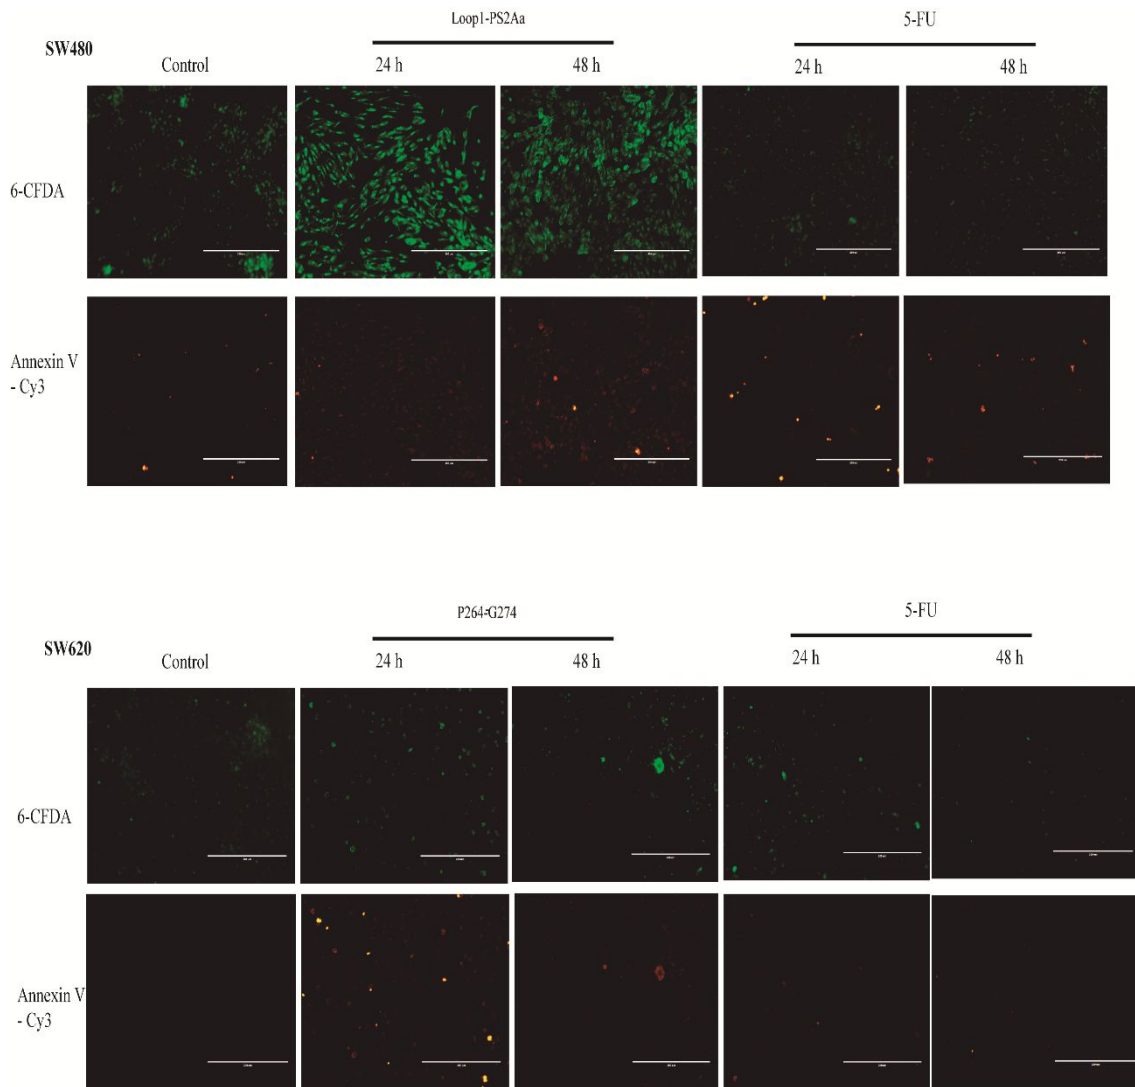 Loop1-PS2Aa
5-FU
SW480
Control
24 h
48 h
24 h
48 h
6-CFDA
Annexin V
- Cy3
P264-G274
5-FU
SW620
Control
24 h
48 h
24 h
48 h
6-CFDA
Annexin V
- Cy3